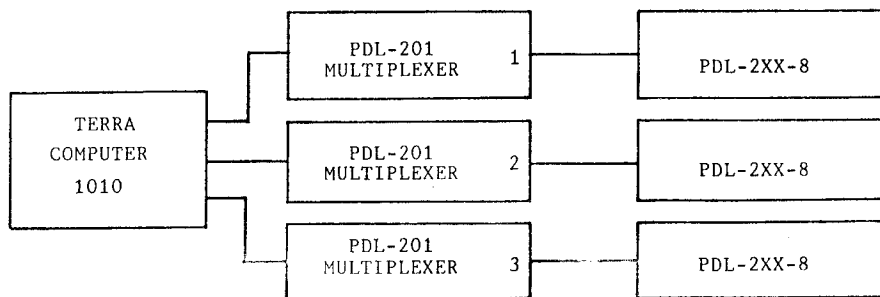 PDL-201
MULTIPLEXER 1
PDL-2XX-8
TERRA
COMPUTER
1010
PDL-201
MULTIPLEXER 2
PDL-2XX-8
PDL-201
MULTIPLEXER 3
PDL-2XX-8